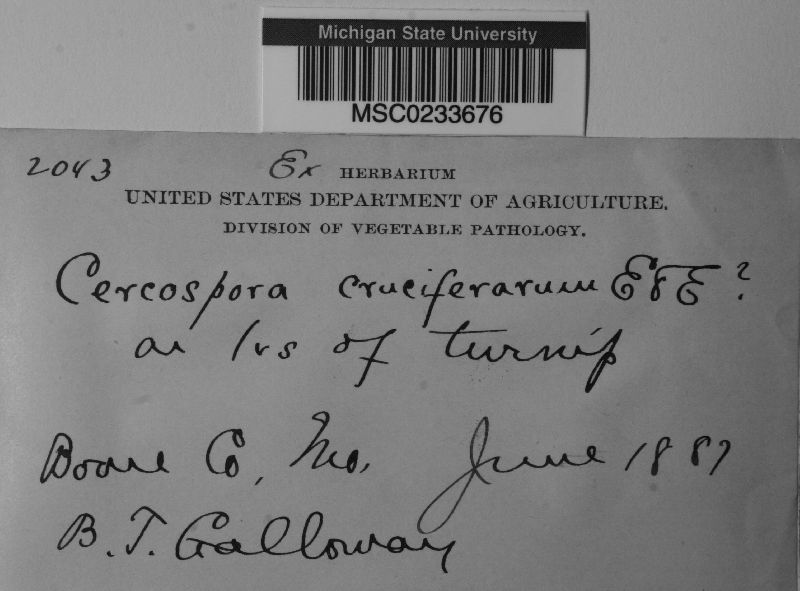 Michigan State University
MSC0233676
2043 Ex HERBARIUM
UNITED STATES DEPARTMENT OF AGRICULTURE.
DIVISION OF VEGETABLE PATHOLOGY.
Cercospora cruciferarum E & E ?
on lvs of turnip
Boone Co, Mo. June 1887
B. T. Galloway